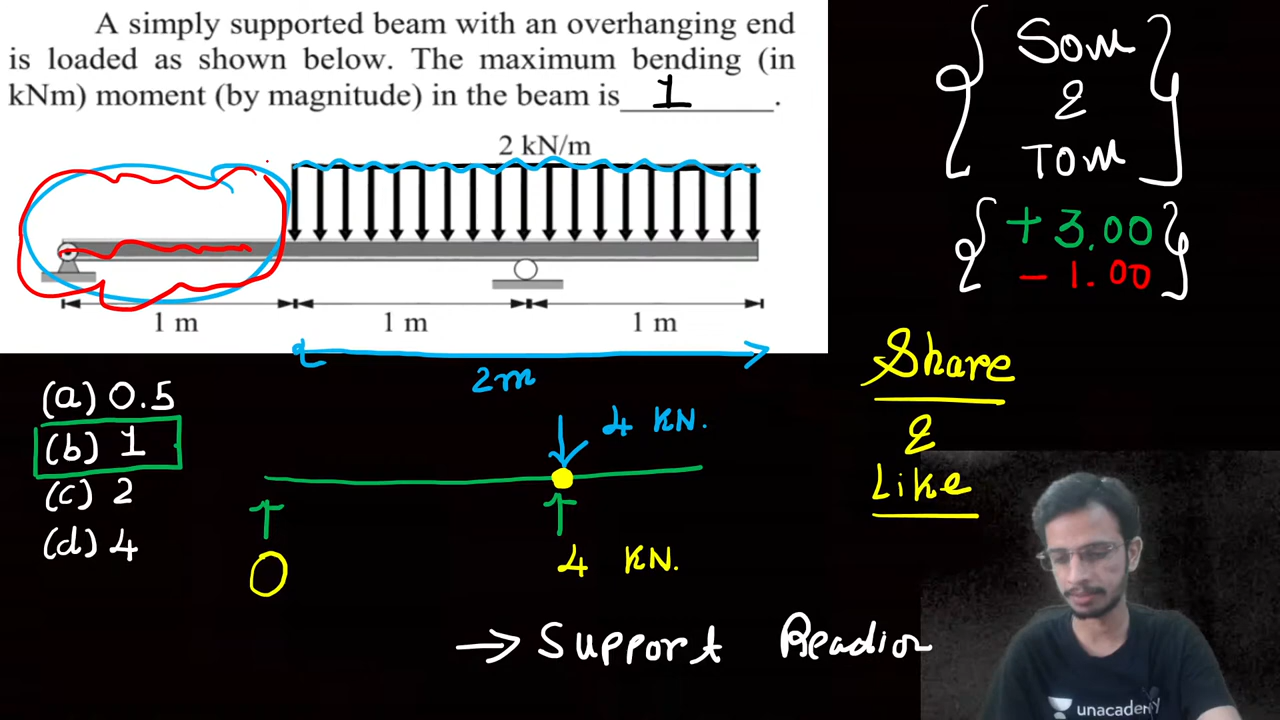 A simply supported beam with an overhanging end
is loaded as shown below. The maximum bending (in
kNm) moment (by magnitude) in the beam is 1.
2 kN/m
1 m 1 m 1 m
2m
(a) 0.5
(b) 1
(c) 2
(d) 4
4 KN.
0 4 KN.
→ Support Reaction
Som
&
Tom
+3.00
-1.00
Share
&
Like
unacademy